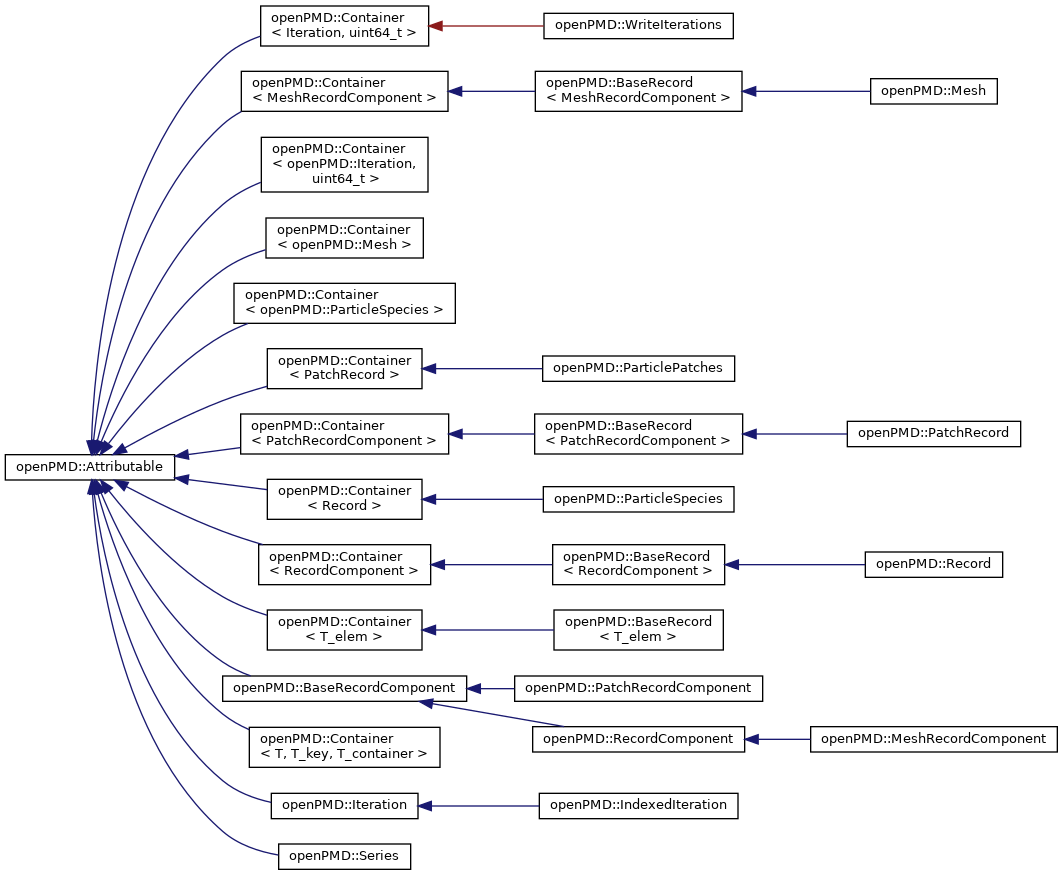 openPMD::Container
< Iteration, uint64_t >
openPMD::WriteIterations
openPMD::Container
< MeshRecordComponent >
openPMD::BaseRecord
< MeshRecordComponent >
openPMD::Mesh
openPMD::Container
< openPMD::Iteration,
uint64_t >
openPMD::Container
< openPMD::Mesh >
openPMD::Container
< openPMD::ParticleSpecies >
openPMD::Container
< PatchRecord >
openPMD::ParticlePatches
openPMD::Container
< PatchRecordComponent >
openPMD::BaseRecord
< PatchRecordComponent >
openPMD::PatchRecord
openPMD::Attributable
openPMD::Container
< Record >
openPMD::ParticleSpecies
openPMD::Container
< RecordComponent >
openPMD::BaseRecord
< RecordComponent >
openPMD::Record
openPMD::Container
< T_elem >
openPMD::BaseRecord
< T_elem >
openPMD::BaseRecordComponent
openPMD::PatchRecordComponent
openPMD::Container
< T, T_key, T_container >
openPMD::RecordComponent
openPMD::MeshRecordComponent
openPMD::Iteration
openPMD::IndexedIteration
openPMD::Series